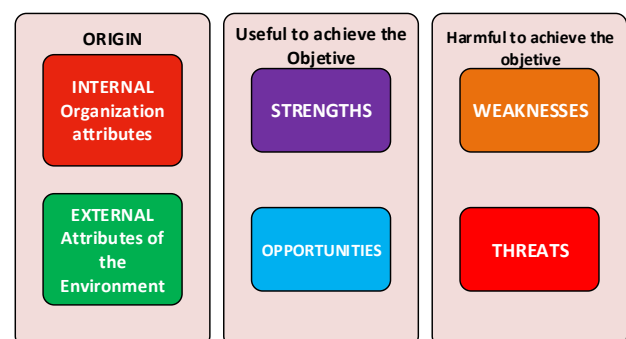 ORIGIN
INTERNAL
Organization
attributes
EXTERNAL
Attributes of
the
Environment
Useful to achieve the
Objetive
STRENGTHS
OPPORTUNITIES
Harmful to achieve the
objetive
WEAKNESSES
THREATS